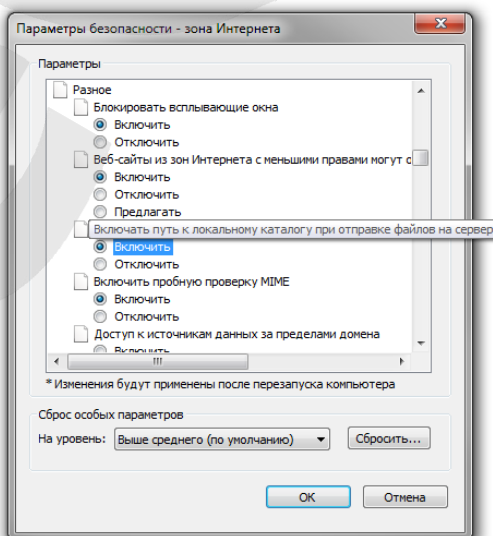 Параметры безопасности - зона Интернета
Параметры
Разное
Блокировать всплывающие окна
Включить
Отключить
Веб-сайты из зон Интернета с меньшими правами могут о
Включить
Отключить
Предлагать
Включать путь к локальному каталогу при отправке файлов на сервер
Включить
Отключить
Включить пробную проверку MIME
Включить
Отключить
Доступ к источникам данных за пределами домена
Включить
* Изменения будут применены после перезапуска компьютера
Сброс особых параметров
На уровень: Выше среднего (по умолчанию) Сбросить...
ОК Отмена